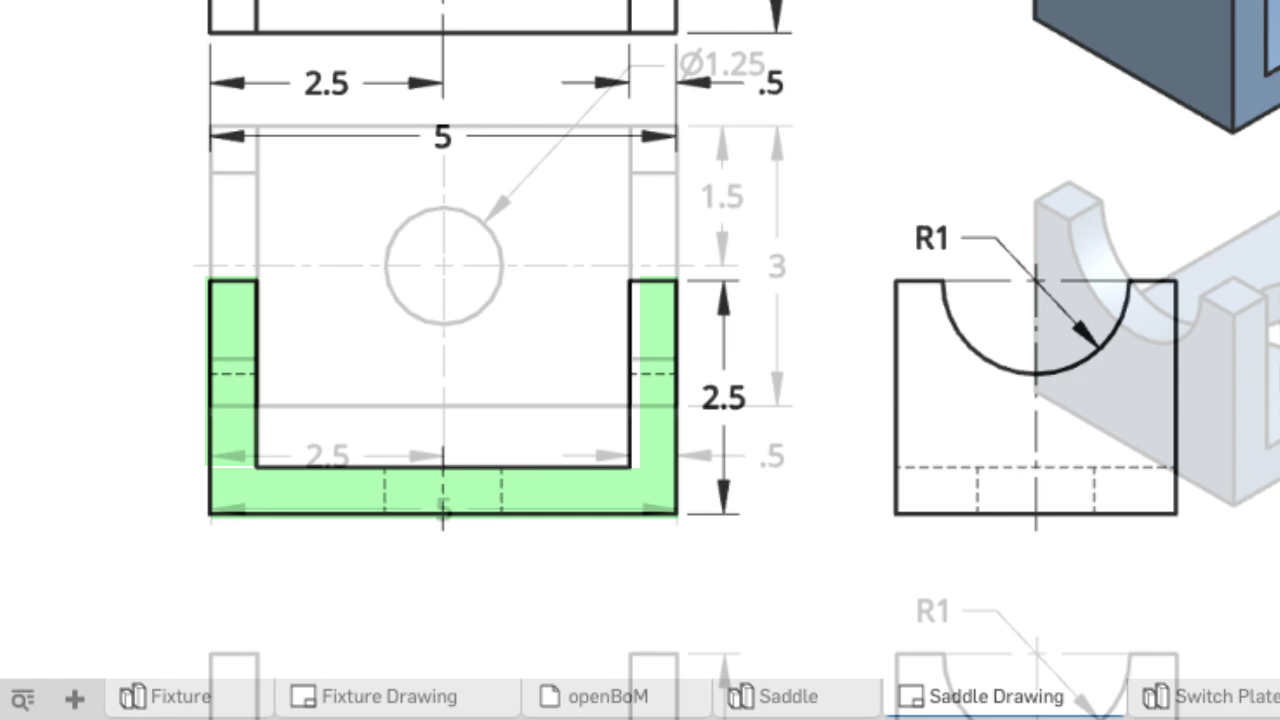 Ø1.25
2.5
.5
5
1.5
R1
3
2.5
2.5
.5
5
R1
Fixture
Fixture Drawing
openBoM
Saddle
Saddle Drawing
Switch Plate